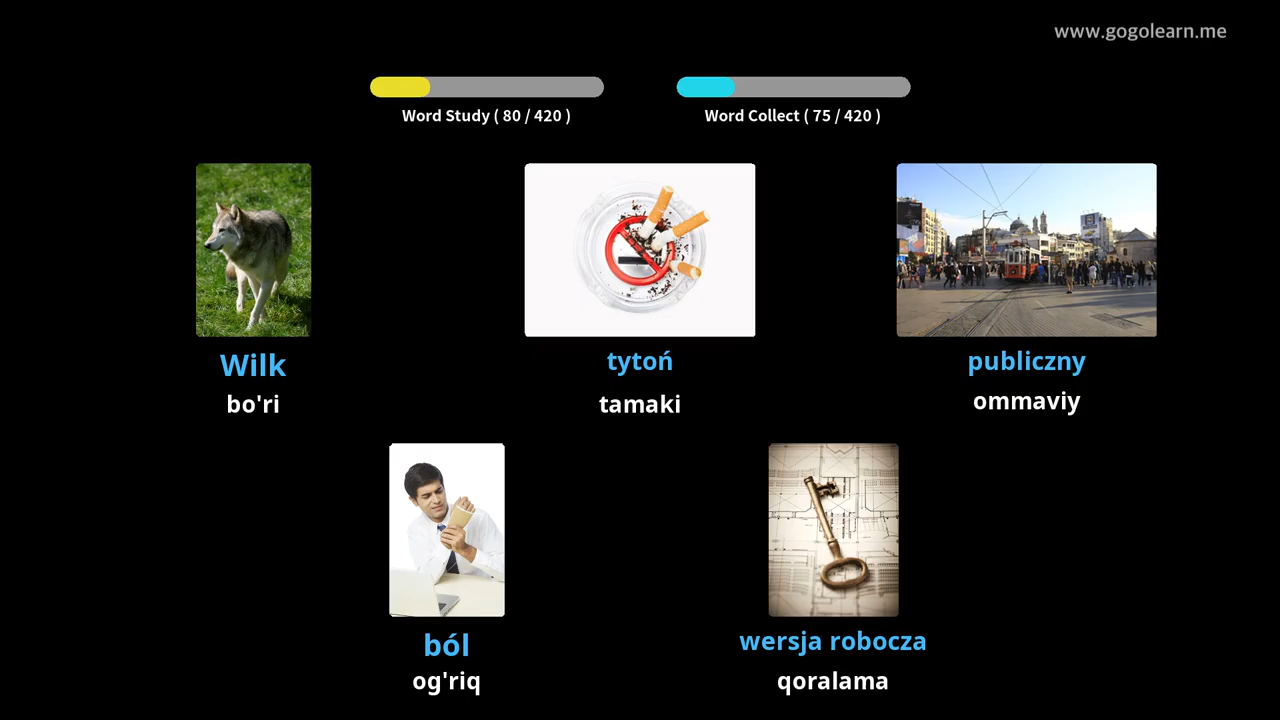 www.gogolearn.me
Word Study ( 80 / 420 )
Word Collect ( 75 / 420 )
Wilk
bo'ri
tytoń
tamaki
publiczny
ommaviy
ból
og'riq
wersja robocza
qoralama